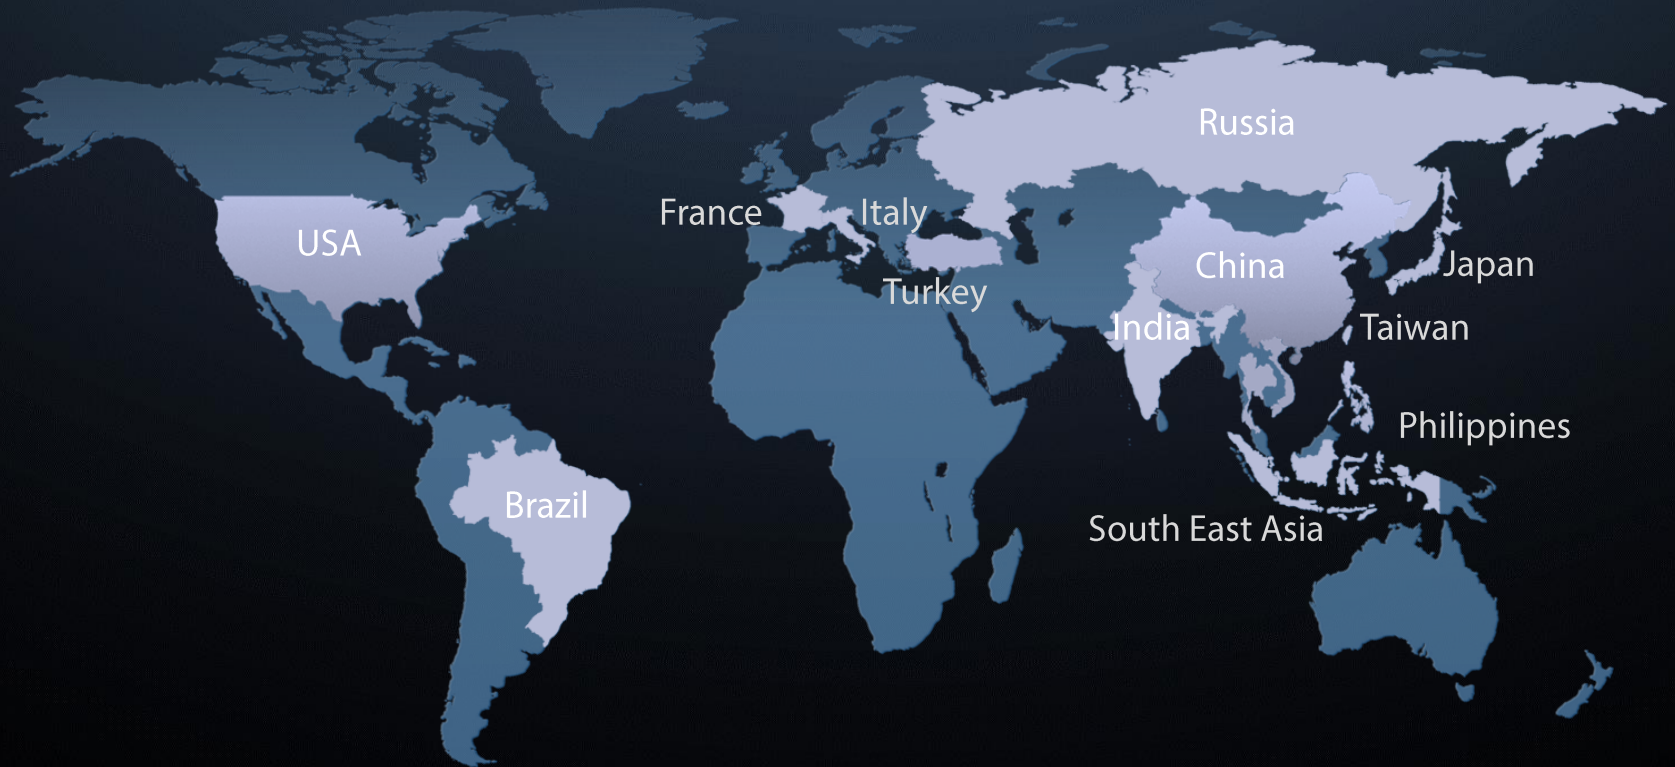 Russia
France
Italy
USA
China
Japan
Turkey
India
Taiwan
Philippines
Brazil
South East Asia